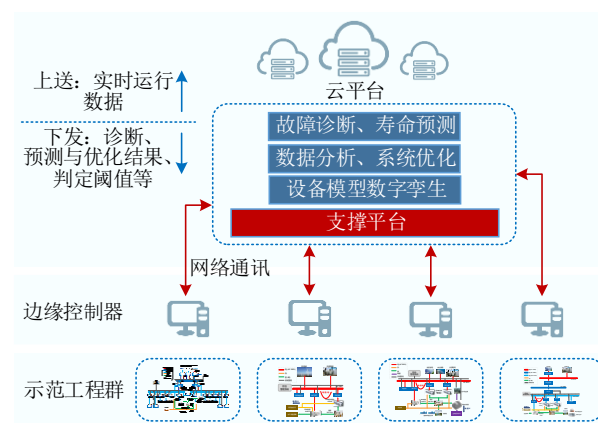 云平台
上送：实时运行
数据
下发：诊断、
预测与优化结果、
判定阈值等
故障诊断、寿命预测
数据分析、系统优化
设备模型数字孪生
支撑平台
网络通讯
边缘控制器
示范工程群